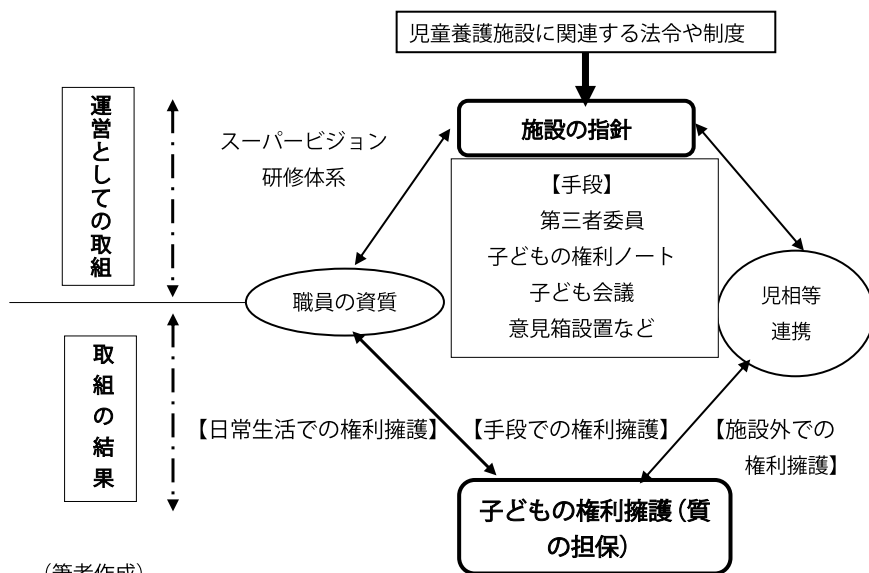 児童養護施設に関連する法令や制度
運営としての取組
施設の指針
スーパービジョン
研修体系
【手段】
第三者委員
子どもの権利ノート
子ども会議
意見箱設置など
職員の資質
児相等
連携
取組の結果
【日常生活での権利擁護】
【手段での権利擁護】
【施設外での
権利擁護】
子どもの権利擁護（質
の担保）
（筆者作成）